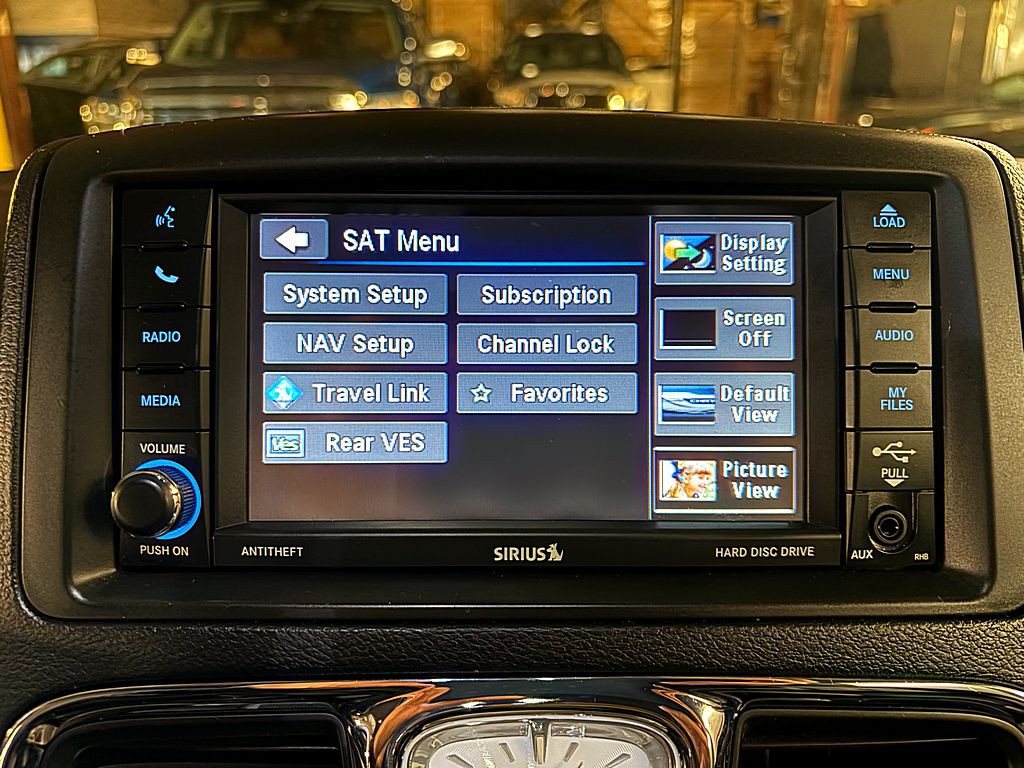 SAT Menu
System Setup
Subscription
NAV Setup
Channel Lock
Travel Link
Favorites
ves
Rear VES
Display
Setting
Screen
Off
Default
View
Picture
View
RADIO
MEDIA
VOLUME
PUSH ON
LOAD
MENU
AUDIO
MY
FILES
PULL
AUX
RHB
ANTITHEFT
SIRIUS
HARD DISC DRIVE